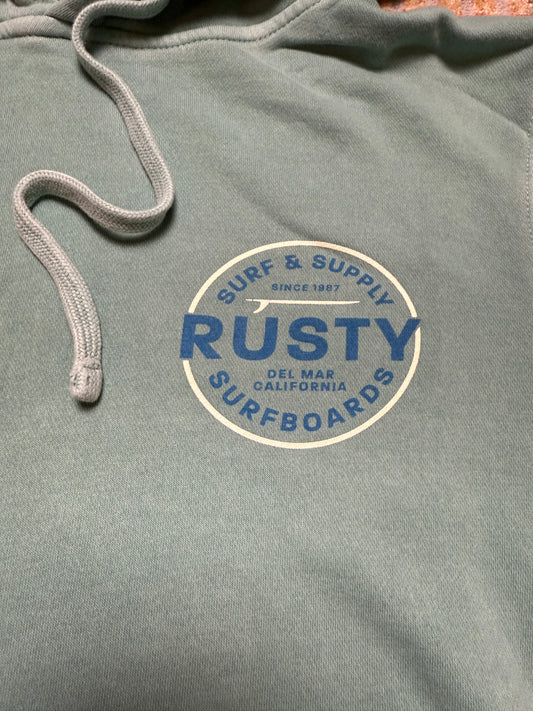 SURF & SUPPLY
SINCE 1987
RUSTY
DEL MAR
CALIFORNIA
SURFBOARDS